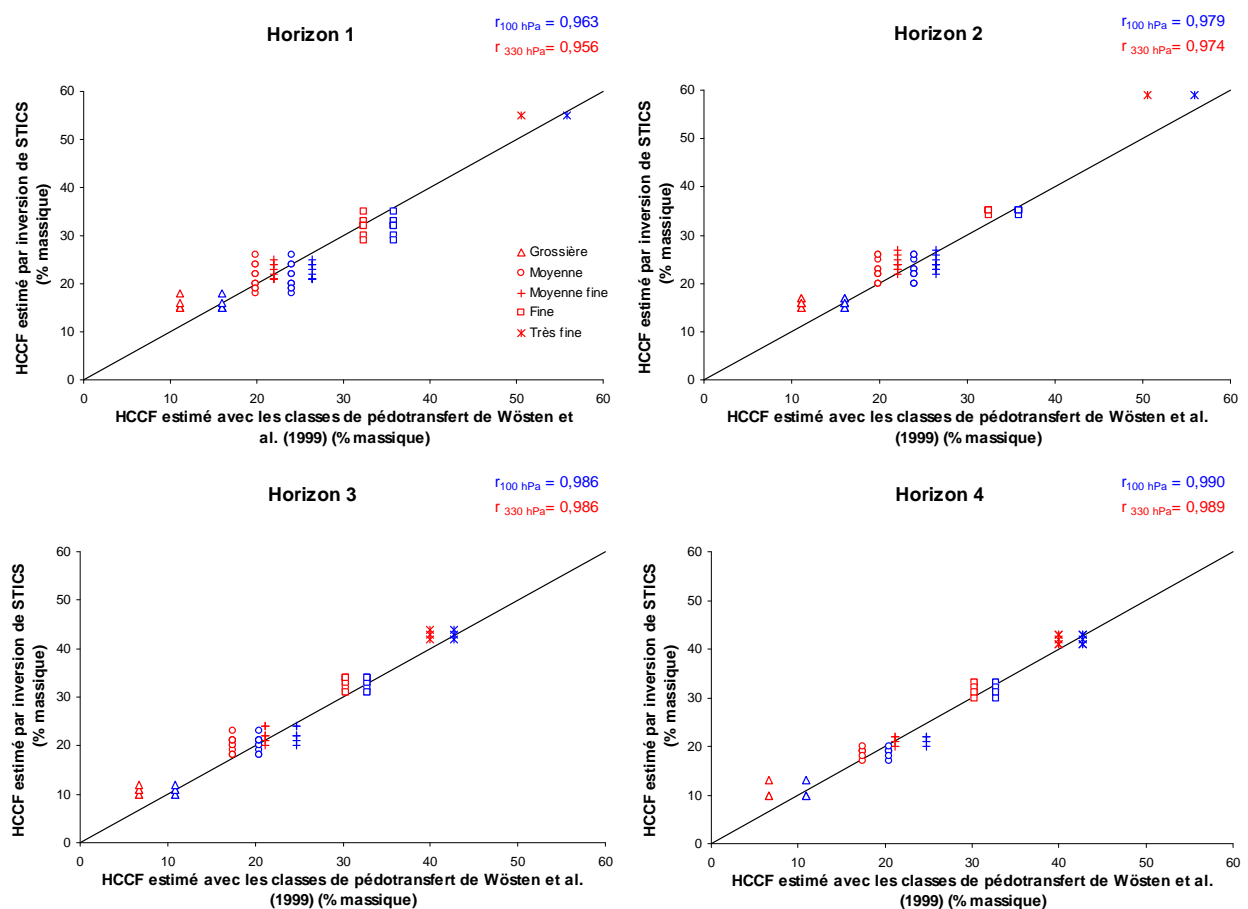 Horizon 1
r100 hPa = 0,963
r 330 hPa= 0,956
HCCF estimé par inversion de STICS
(% massique)
60
50
40
30
20
10
0
Grossière
Moyenne
Moyenne fine
Fine
Très fine
0 10 20 30 40 50 60
HCCF estimé avec les classes de pédotransfert de Wösten et
al. (1999) (% massique)
Horizon 2
r100 hPa = 0,979
r 330 hPa= 0,974
HCCF estimé par inversion de STICS
(% massique)
60
50
40
30
20
10
0
0 10 20 30 40 50 60
HCCF estimé avec les classes de pédotransfert de Wösten et al.
(1999) (% massique)
Horizon 3
r100 hPa = 0,986
r 330 hPa= 0,986
HCCF estimé par inversion de STICS
(% massique)
60
50
40
30
20
10
0
0 10 20 30 40 50 60
HCCF estimé avec les classes de pédotransfert de Wösten et al.
(1999) (% massique)
Horizon 4
r100 hPa = 0,990
r 330 hPa= 0,989
HCCF estimé par inversion de STICS
(% massique)
60
50
40
30
20
10
0
0 10 20 30 40 50 60
HCCF estimé avec les classes de pédotransfert de Wösten et al.
(1999) (% massique)